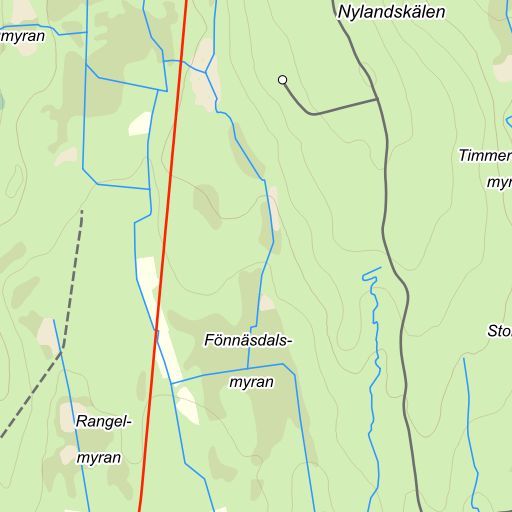 Nylandskälen
myran
Timmer
myr
Sto
Fönnäsdals-
myran
Rangel-
myran